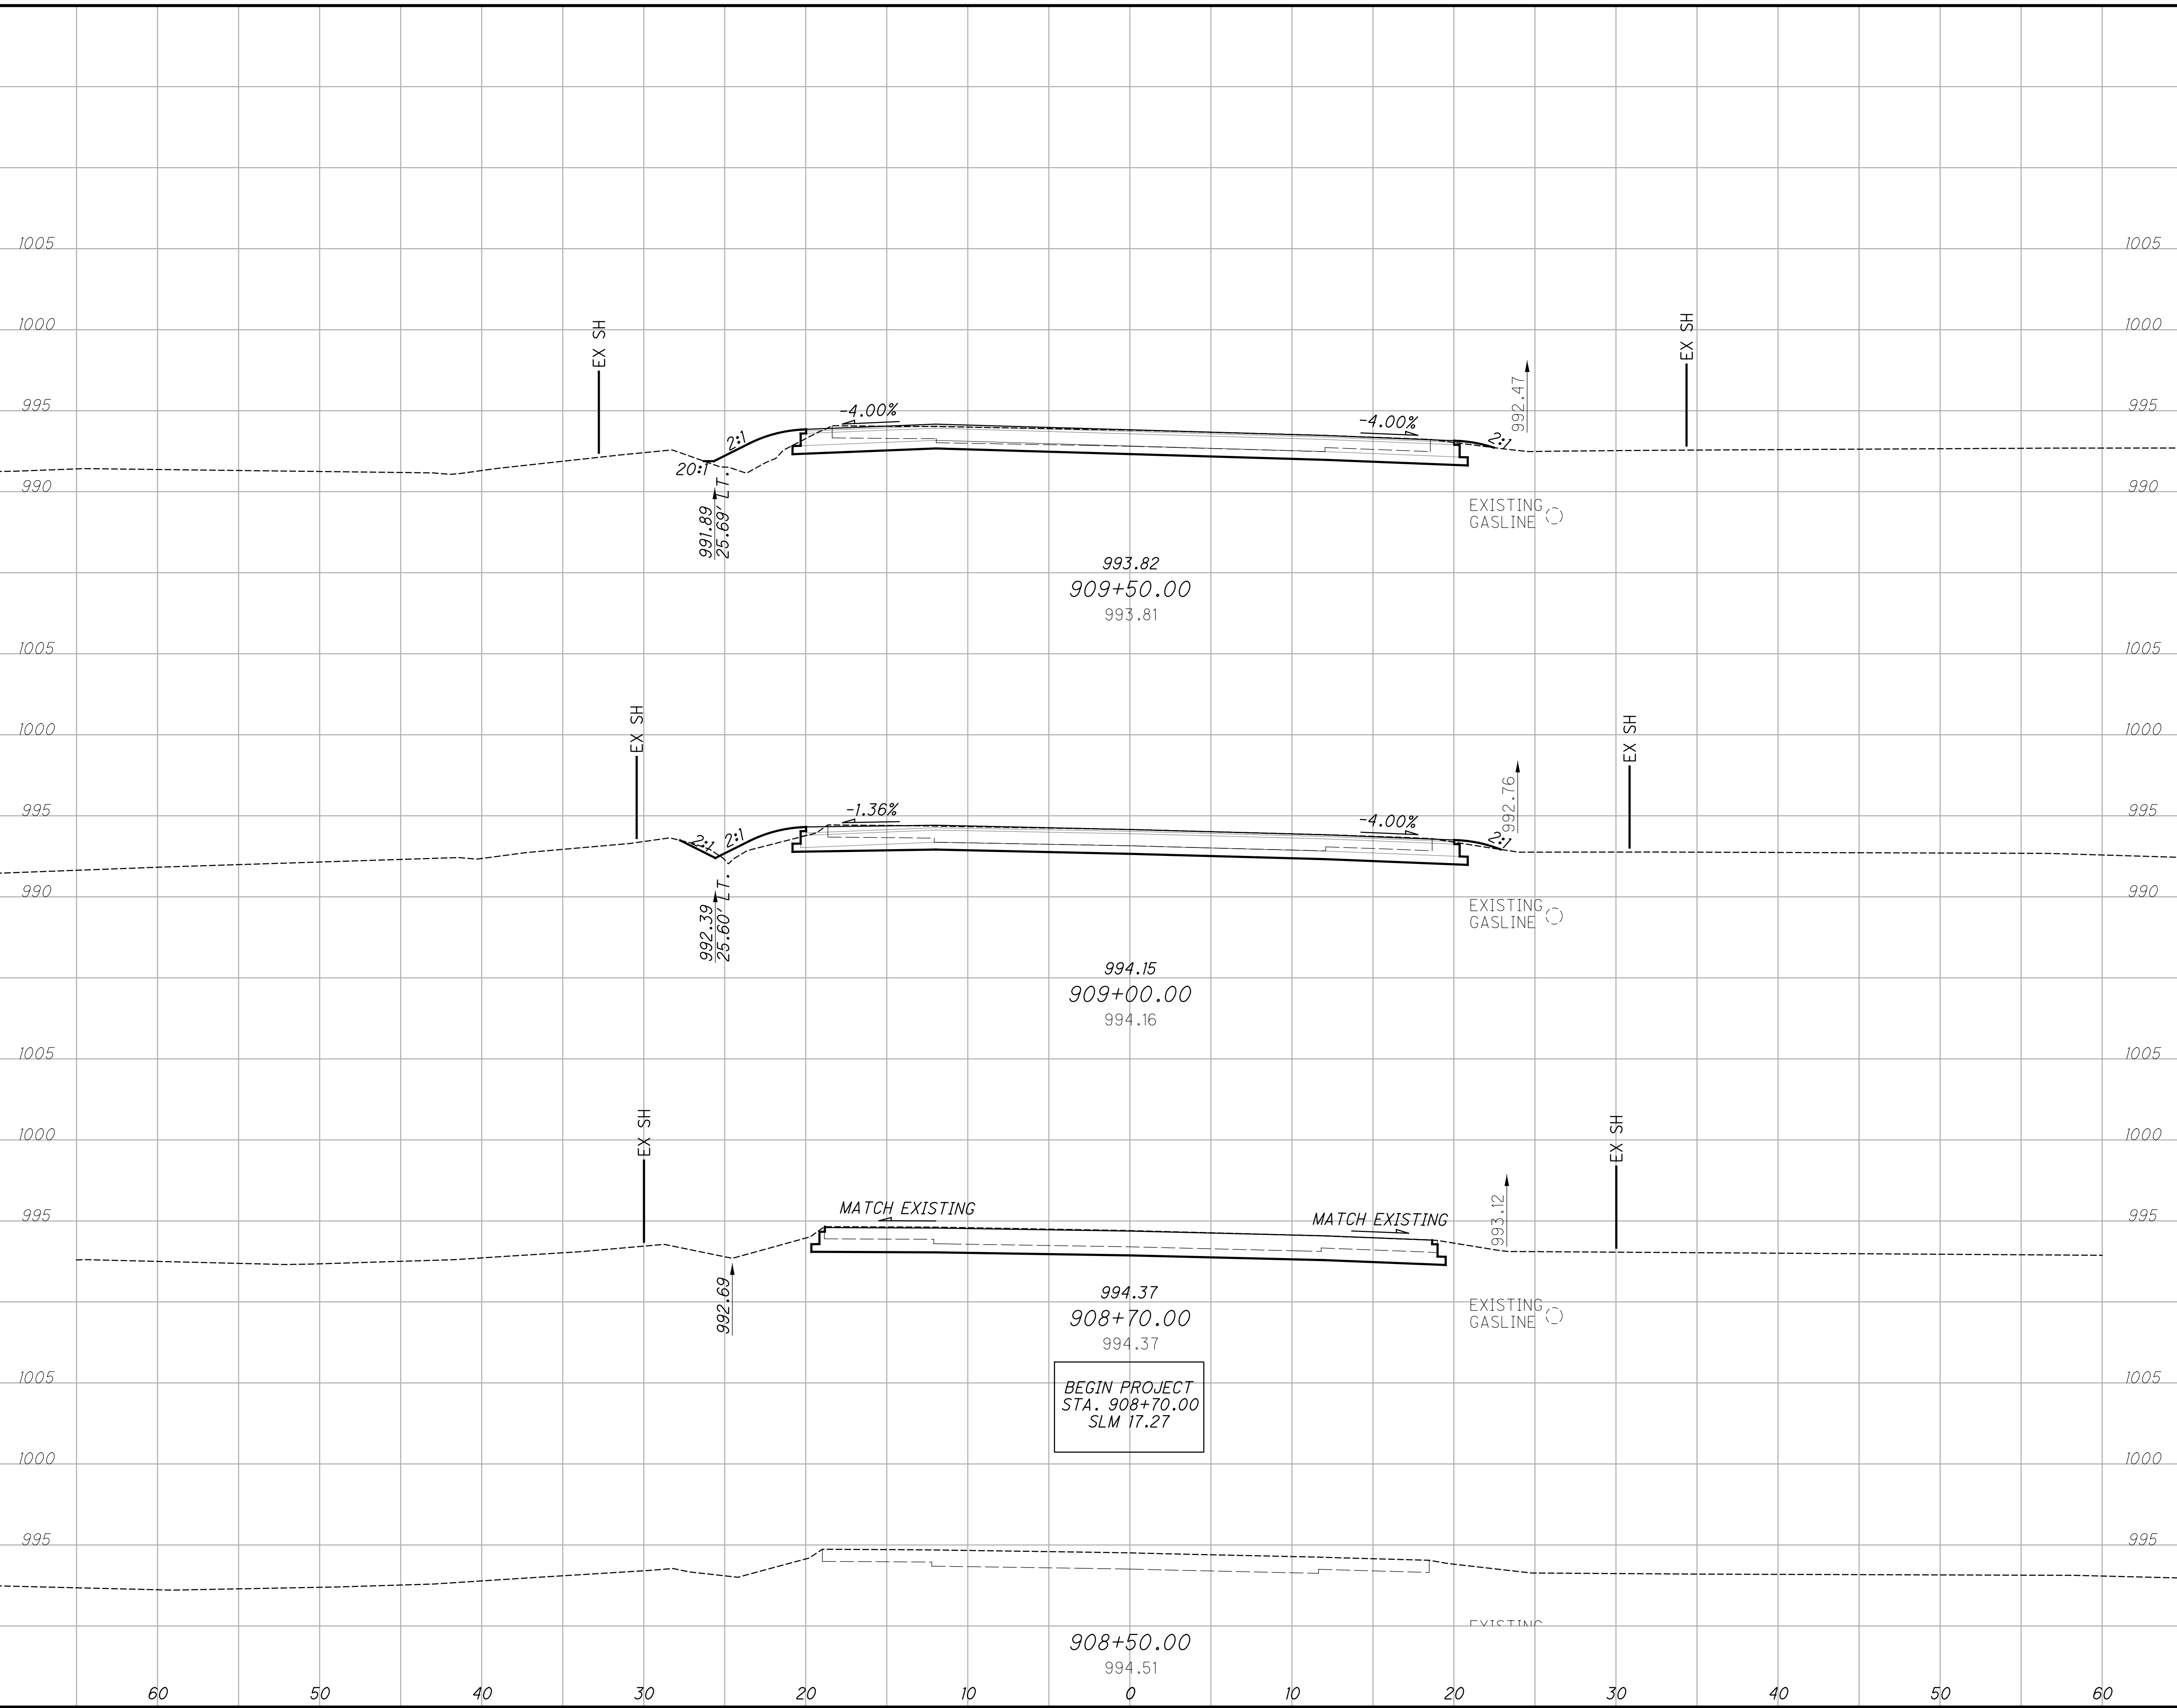 1005 1005
1000 1000
EX SH EX SH
992.47
995 -4.00% -4.00% 995
2:1 2:1
20:1
990 990
991.89
25.69' LT.
EXISTING
GASLINE
993.82
909+50.00
993.81
1005 1005
1000 1000
EX SH EX SH
992.76
995 -1.36% -4.00% 995
2:1 2:1 2:1
990 990
992.39
25.60' LT.
EXISTING
GASLINE
994.15
909+00.00
994.16
1005 1005
1000 1000
EX SH EX SH
993.12
995 MATCH EXISTING MATCH EXISTING 995
992.69
994.37
908+70.00
994.37
EXISTING
GASLINE
1005 1005
BEGIN PROJECT
STA. 908+70.00
SLM 17.27
1000 1000
995 995
EXISTING
908+50.00
994.51
60 50 40 30 20 10 0 10 20 30 40 50 60